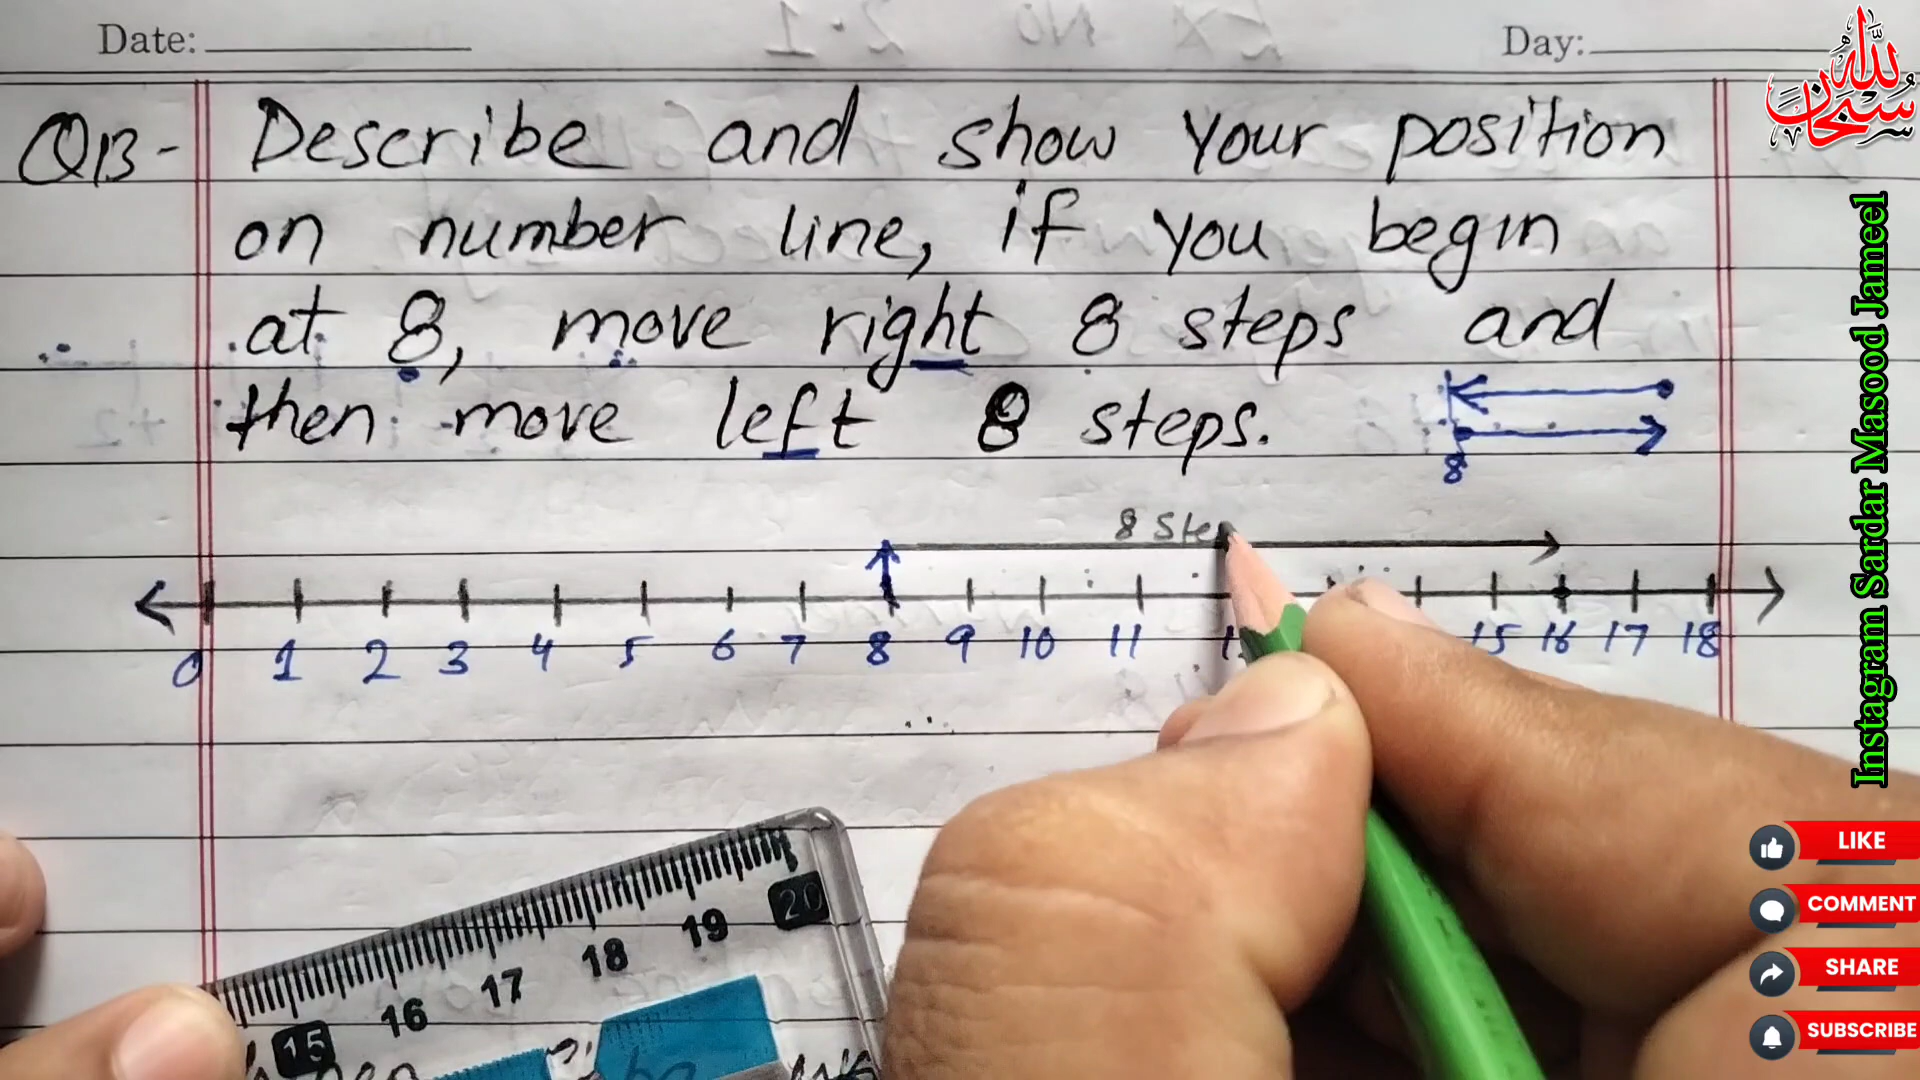 Date:
Day:
Q13- Describe and show your position
on number line, if you begin
at 8, move right 8 steps and
then move left 8 steps.
8
8 Ste
0 1 2 3 4 5 6 7 8 9 10 11 15 16 17 18
15 16 17 18 19 20
سُبْحَانَ اللّٰه
Instagram Sardar Masood Jameel
LIKE
COMMENT
SHARE
SUBSCRIBE